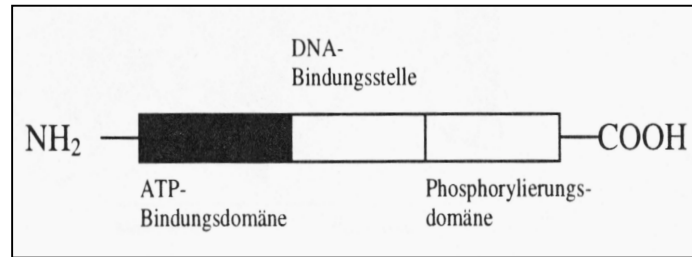 DNA-
Bindungsstelle
NH₂
COOH
ATP-
Bindungsdomäne
Phosphorylierungs-
domäne